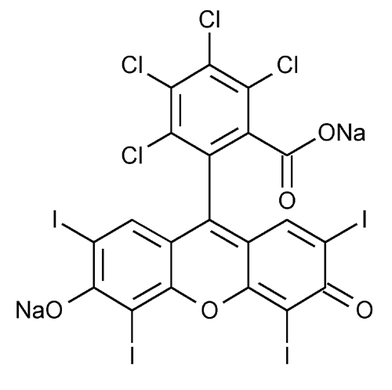 Cl
Cl Cl
Cl ONa
O
I I
NaO O O
I I